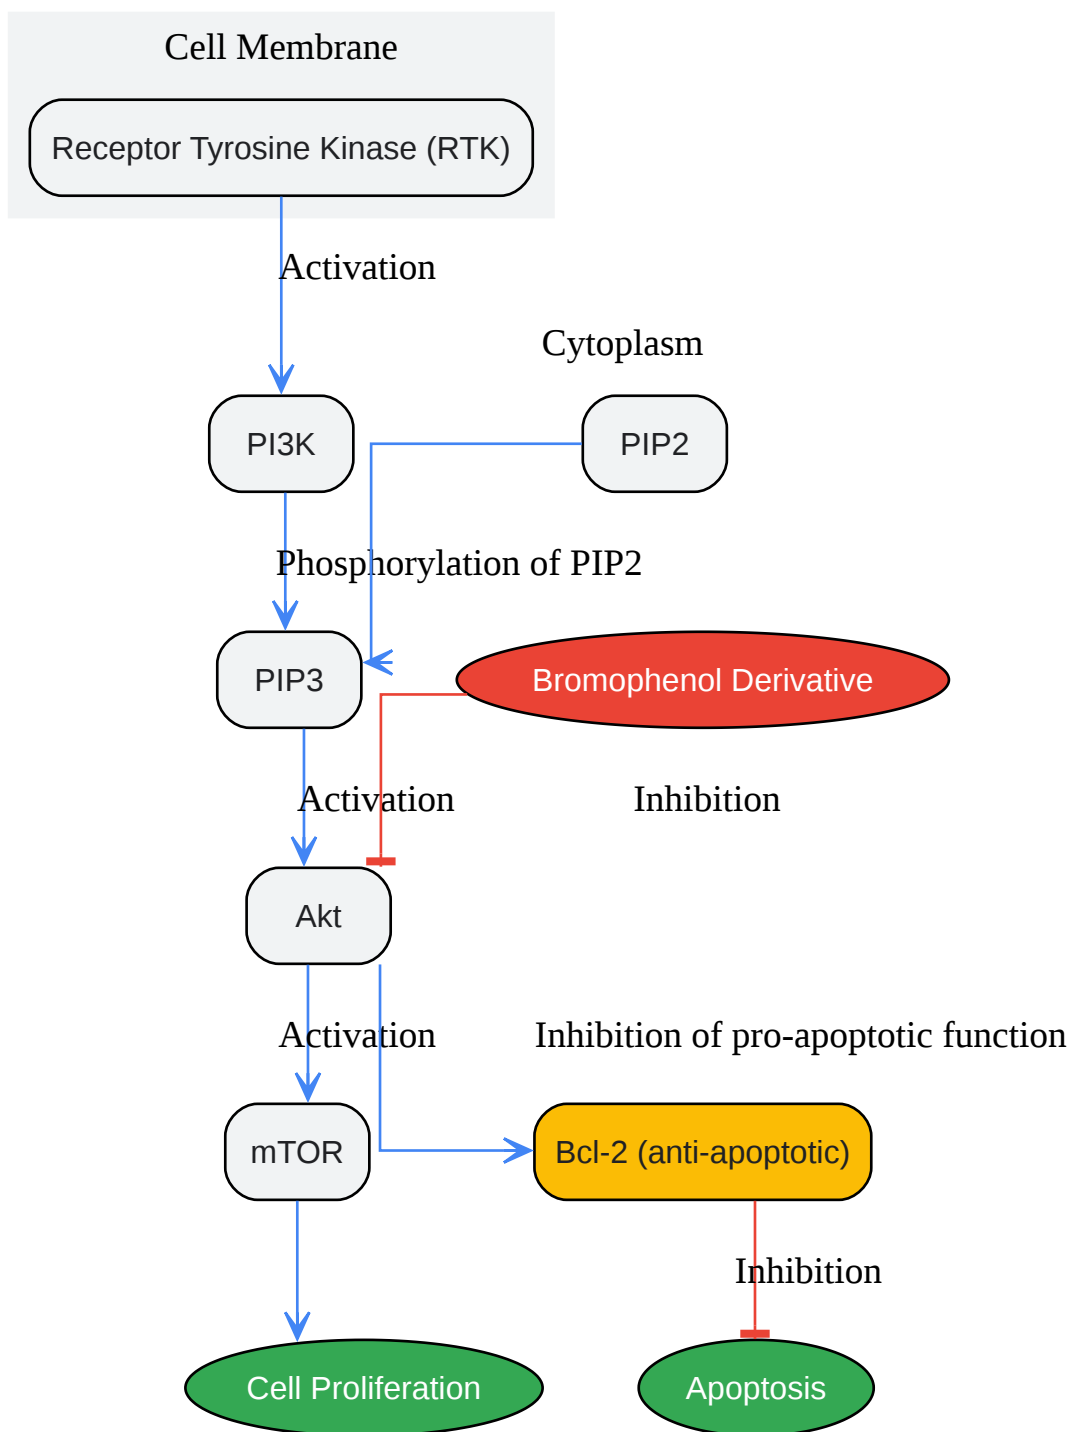 Cell Membrane
Receptor Tyrosine Kinase (RTK)
Activation
Cytoplasm
PI3K
PIP2
Phosphorylation of PIP2
PIP3
Bromophenol Derivative
Activation
Inhibition
Akt
Activation
Inhibition of pro-apoptotic function
mTOR
Bcl-2 (anti-apoptotic)
Inhibition
Cell Proliferation
Apoptosis